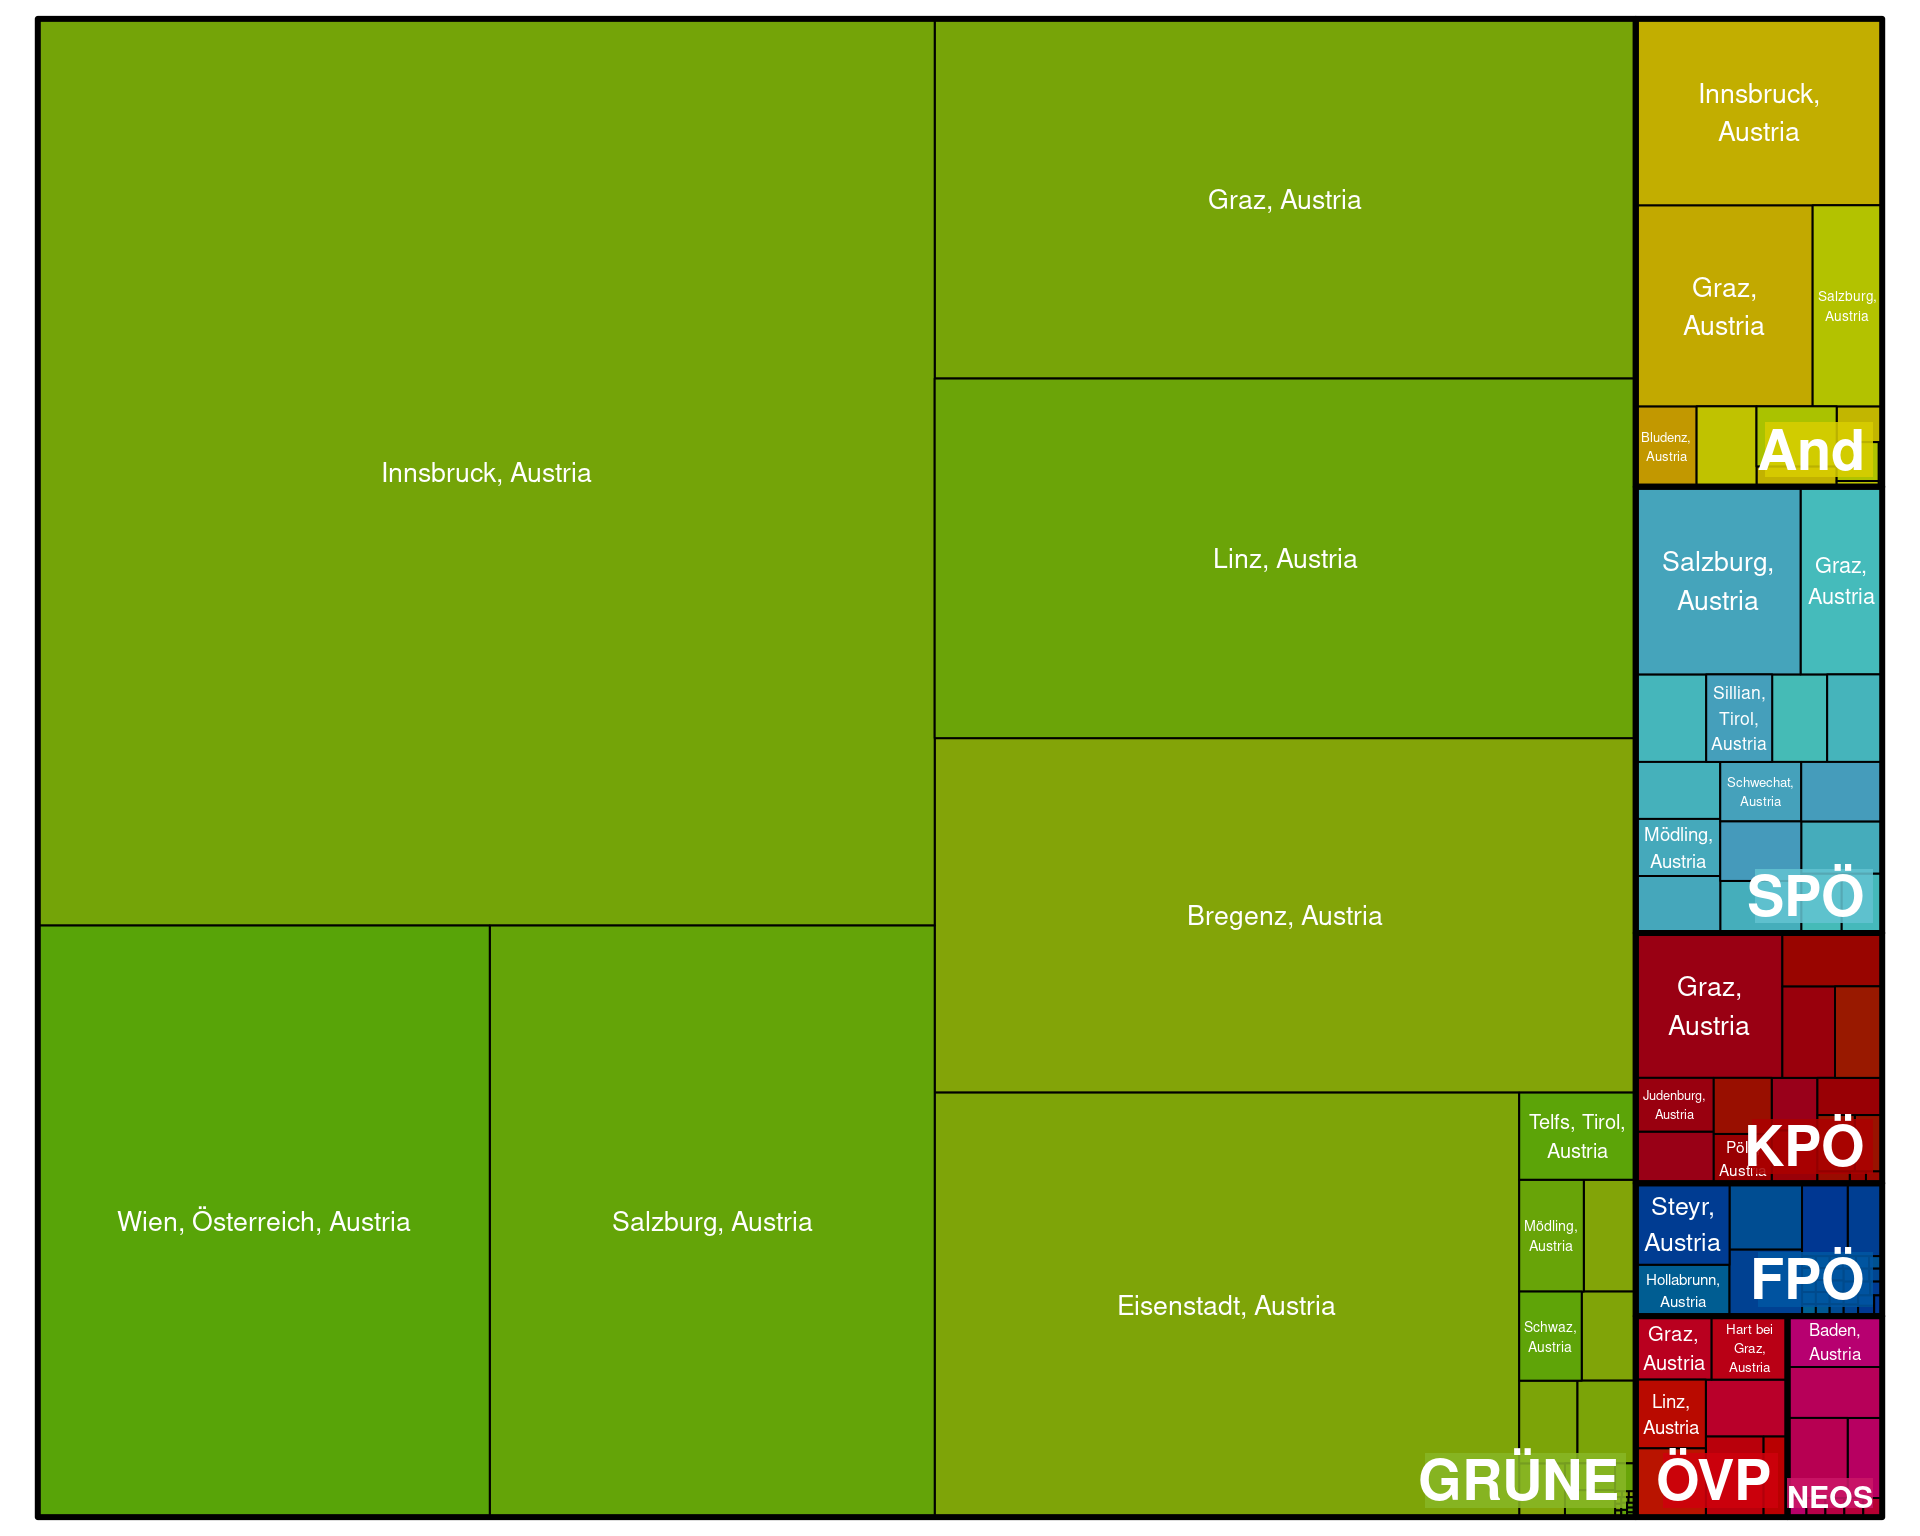 Innsbruck, Austria
Wien, Österreich, Austria
Salzburg, Austria
Graz, Austria
Linz, Austria
Bregenz, Austria
Eisenstadt, Austria
Telfs, Tirol,
Austria
Mödling,
Austria
Schwaz,
Austria
GRÜNE
Innsbruck,
Austria
Graz,
Austria
Salzburg,
Austria
Bludenz,
Austria
And
Salzburg,
Austria
Graz,
Austria
Sillian,
Tirol,
Austria
Schwechat,
Austria
Mödling,
Austria
SPÖ
Graz,
Austria
Judenburg,
Austria
Austria
KPÖ
Steyr,
Austria
Hollabrunn,
Austria
FPÖ
Graz,
Austria
Hart bei
Graz,
Austria
Linz,
Austria
ÖVP
Baden,
Austria
NEOS